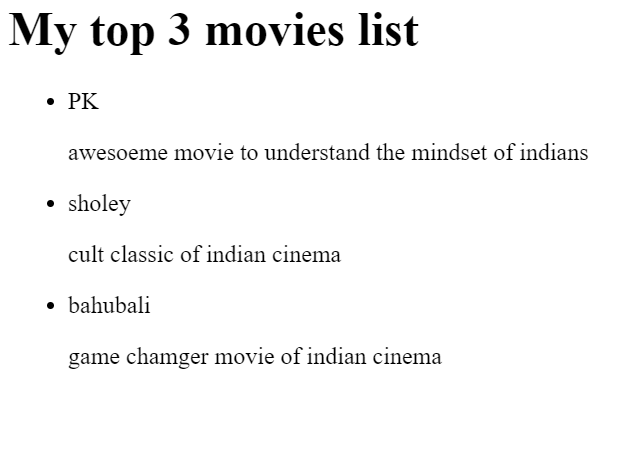 My top 3 movies list
PK
awesoeme movie to understand the mindset of indians
sholey
cult classic of indian cinema
bahubali
game chamger movie of indian cinema